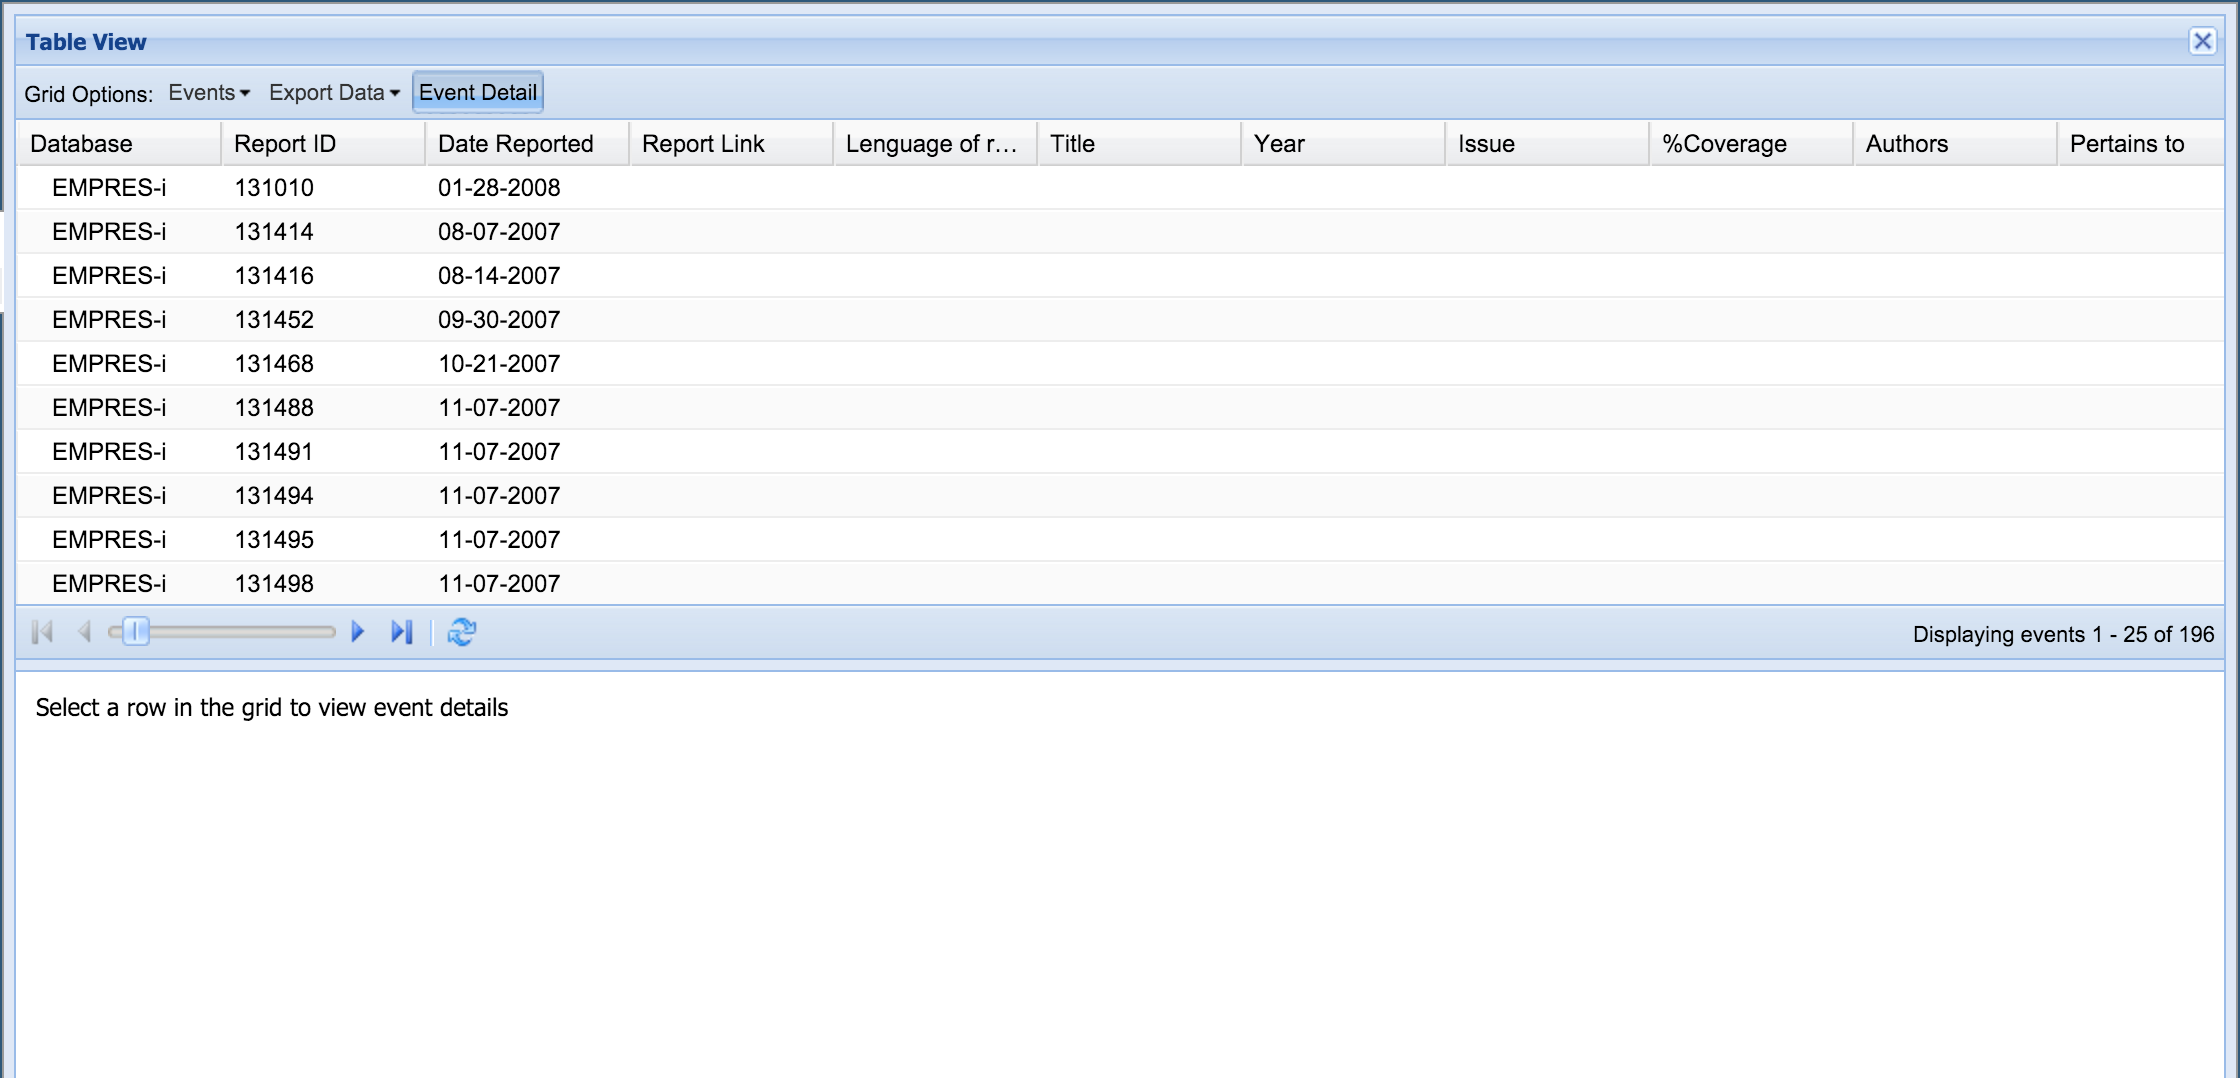 Table View
Grid Options: Events Export Data Event Detail
Database Report ID Date Reported Report Link Lenguage of r... Title Year Issue %Coverage Authors Pertains to
EMPRES-i 131010 01-28-2008
EMPRES-i 131414 08-07-2007
EMPRES-i 131416 08-14-2007
EMPRES-i 131452 09-30-2007
EMPRES-i 131468 10-21-2007
EMPRES-i 131488 11-07-2007
EMPRES-i 131491 11-07-2007
EMPRES-i 131494 11-07-2007
EMPRES-i 131495 11-07-2007
EMPRES-i 131498 11-07-2007
Displaying events 1 - 25 of 196
Select a row in the grid to view event details